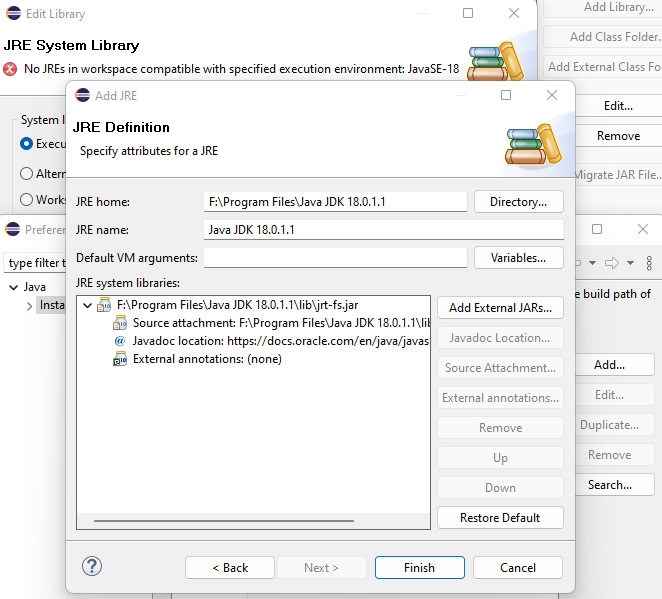 Edit Library
JRE System Library
No JREs in workspace compatible with specified execution environment: JavaSE-18
System l
Execu
Altern
Works
Add Library...
Add Class Folder.
Add External Class Fo
Edit...
Remove
Migrate JAR File..
Preferen
type filter t
Java
Insta
e build path of
Add...
Edit...
Duplicate...
Remove
Search...
Add JRE
JRE Definition
Specify attributes for a JRE
JRE home:
F:\Program Files\Java JDK 18.0.1.1
Directory...
JRE name:
Java JDK 18.0.1.1
Default VM arguments:
Variables...
JRE system libraries:
F:\Program Files\Java JDK 18.0.1.1\lib\jrt-fs.jar
Source attachment: F:\Program Files\Java JDK 18.0.1.1\lib
Javadoc location: https://docs.oracle.com/en/java/javas
External annotations: (none)
Add External JARs...
Javadoc Location...
Source Attachment...
External annotations...
Remove
Up
Down
Restore Default
?
< Back
Next >
Finish
Cancel